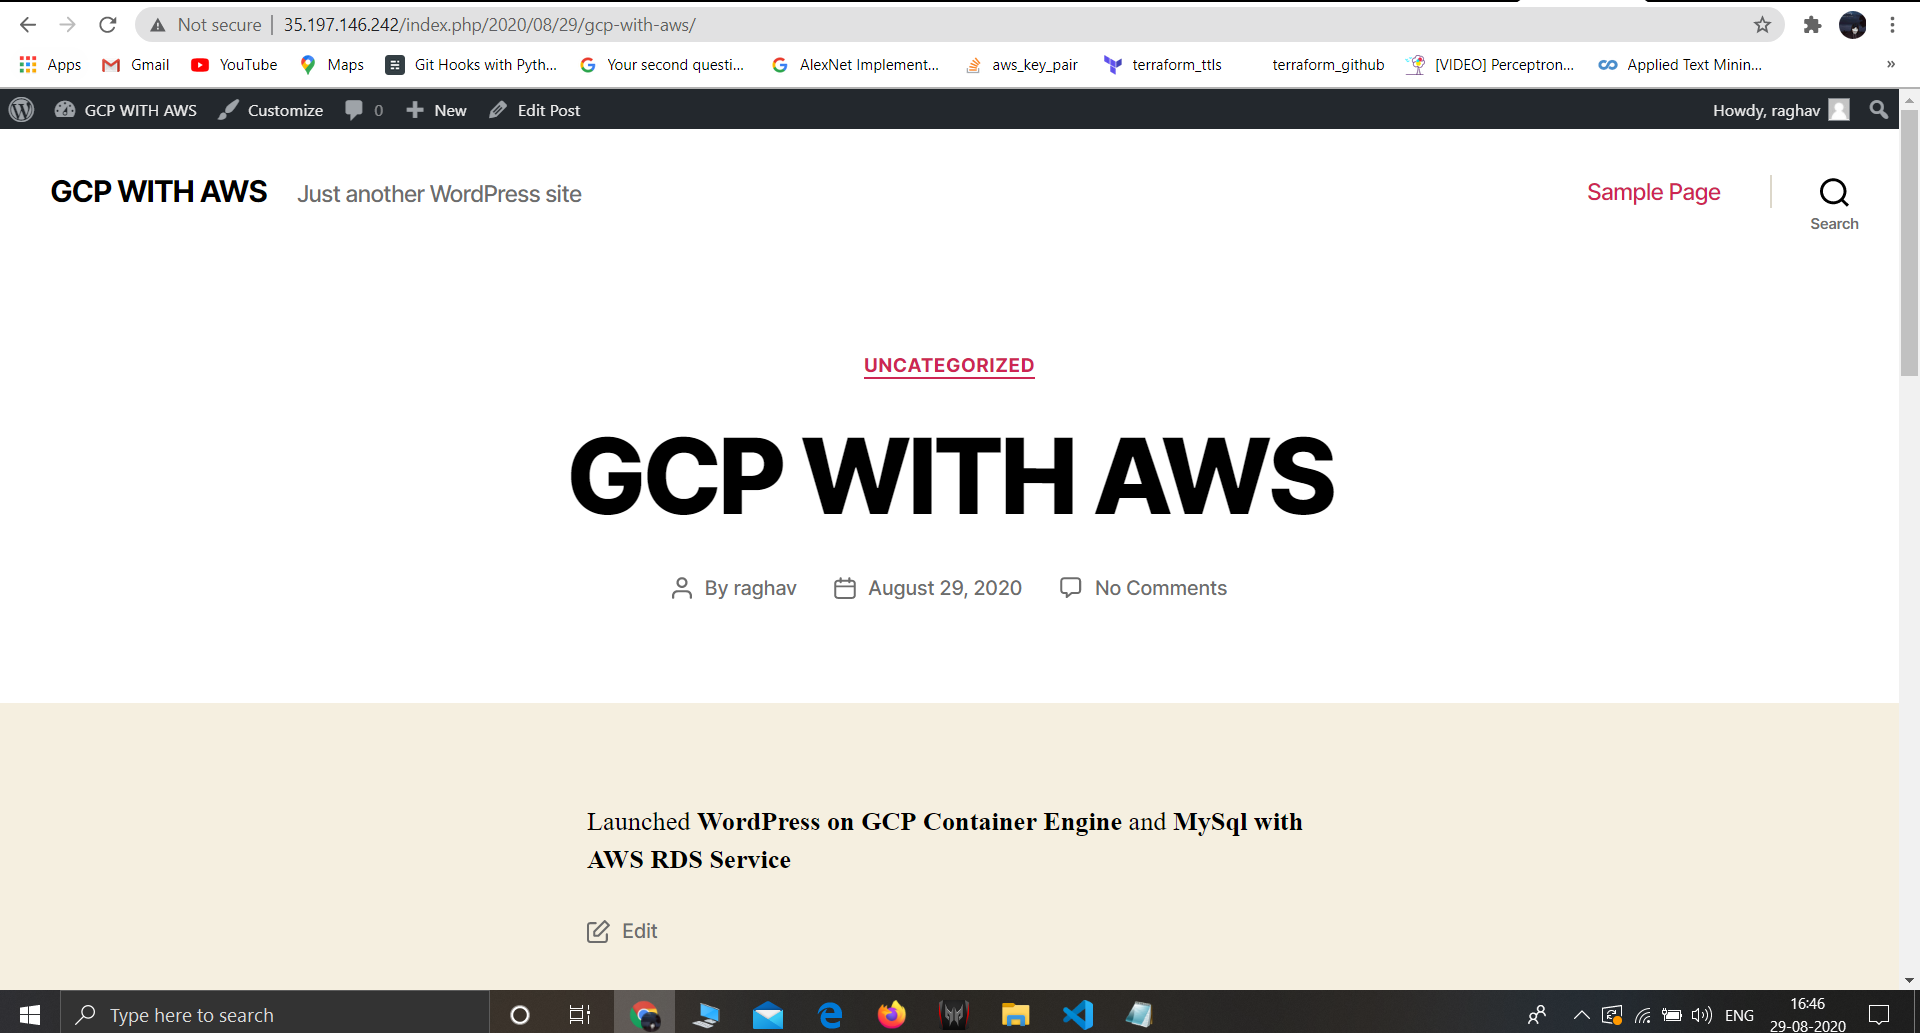 Not secure | 35.197.146.242/index.php/2020/08/29/gcp-with-aws/
Apps Gmail YouTube Maps Git Hooks with Pyth... Your second questi... AlexNet Implement... aws_key_pair terraform_ttls terraform_github [VIDEO] Perceptron... Applied Text Minin... »
GCP WITH AWS Customize 0 New Edit Post Howdy, raghav
GCP WITH AWS Just another WordPress site Sample Page
Search
UNCATEGORIZED
GCP WITH AWS
By raghav August 29, 2020 No Comments
Launched WordPress on GCP Container Engine and MySql with
AWS RDS Service
Edit
Type here to search ENG 16:46
29-08-2020